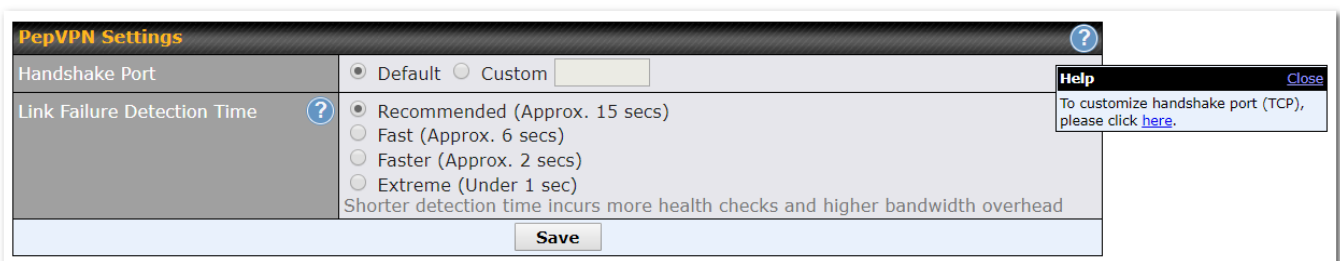 PepVPN Settings ?
Handshake Port Default Custom
Help Close
To customize handshake port (TCP),
please click here.
Link Failure Detection Time ? Recommended (Approx. 15 secs)
Fast (Approx. 6 secs)
Faster (Approx. 2 secs)
Extreme (Under 1 sec)
Shorter detection time incurs more health checks and higher bandwidth overhead
Save